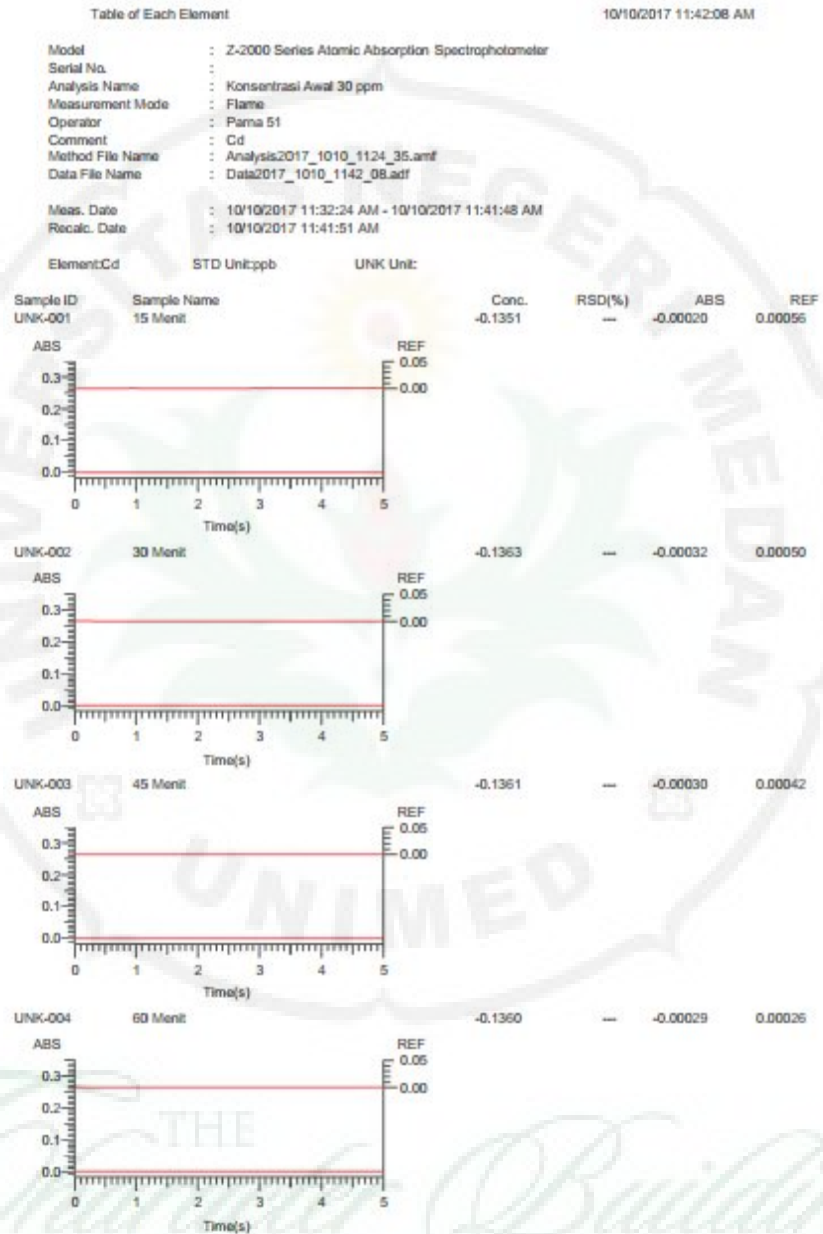 Table of Each Element 10/10/2017 11:42:08 AM
Model : Z-2000 Series Atomic Absorption Spectrophotometer
Serial No. :
Analysis Name : Konsentrasi Awal 30 ppm
Measurement Mode : Flame
Operator : Parna 51
Comment : Cd
Method File Name : Analysis2017_1010_1124_35.amf
Data File Name : Data2017_1010_1142_08.adf
Meas. Date : 10/10/2017 11:32:24 AM - 10/10/2017 11:41:48 AM
Recalc. Date : 10/10/2017 11:41:51 AM
Element:Cd STD Unit:ppb UNK Unit:
Sample ID Sample Name Conc. RSD(%) ABS REF
UNK-001 15 Menit -0.1351 --- -0.00020 0.00056
ABS REF
0.3 0.05
0.2 0.00
0.1
0.0
0 1 2 3 4 5
Time(s)
UNK-002 30 Menit -0.1363 --- -0.00032 0.00050
ABS REF
0.3 0.05
0.2 0.00
0.1
0.0
0 1 2 3 4 5
Time(s)
UNK-003 45 Menit -0.1361 --- -0.00030 0.00042
ABS REF
0.3 0.05
0.2 0.00
0.1
0.0
0 1 2 3 4 5
Time(s)
UNK-004 60 Menit -0.1360 --- -0.00029 0.00026
ABS REF
0.3 0.05
0.2 0.00
0.1
0.0
0 1 2 3 4 5
Time(s)
UNIVERSITAS NEGERI MEDAN
UNIMED
THE
Character Building